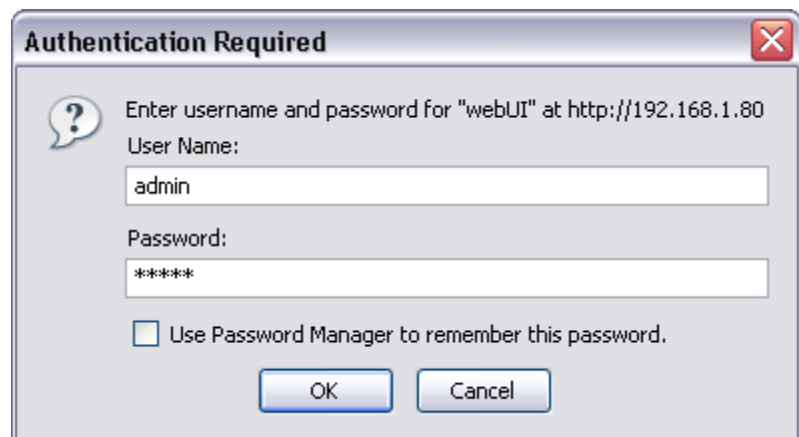 Authentication Required
Enter username and password for "webUI" at http://192.168.1.80
User Name:
admin
Password:
*****
Use Password Manager to remember this password.
OK Cancel